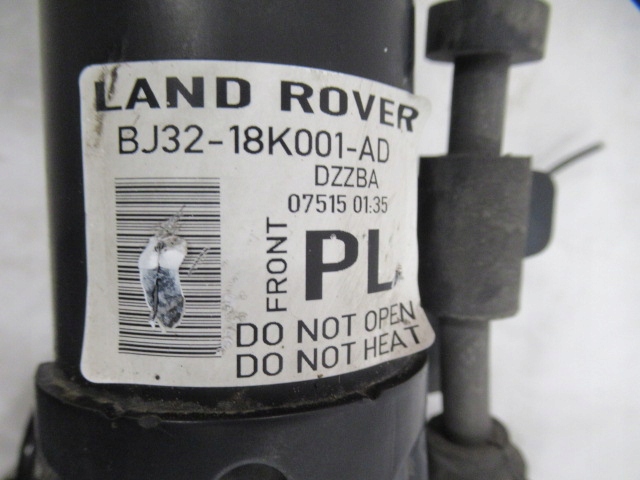 LAND ROVER
BJ32-18K001-AD
DZZBA
07515 01:35
FRONT
PL
DO NOT OPEN
DO NOT HEAT